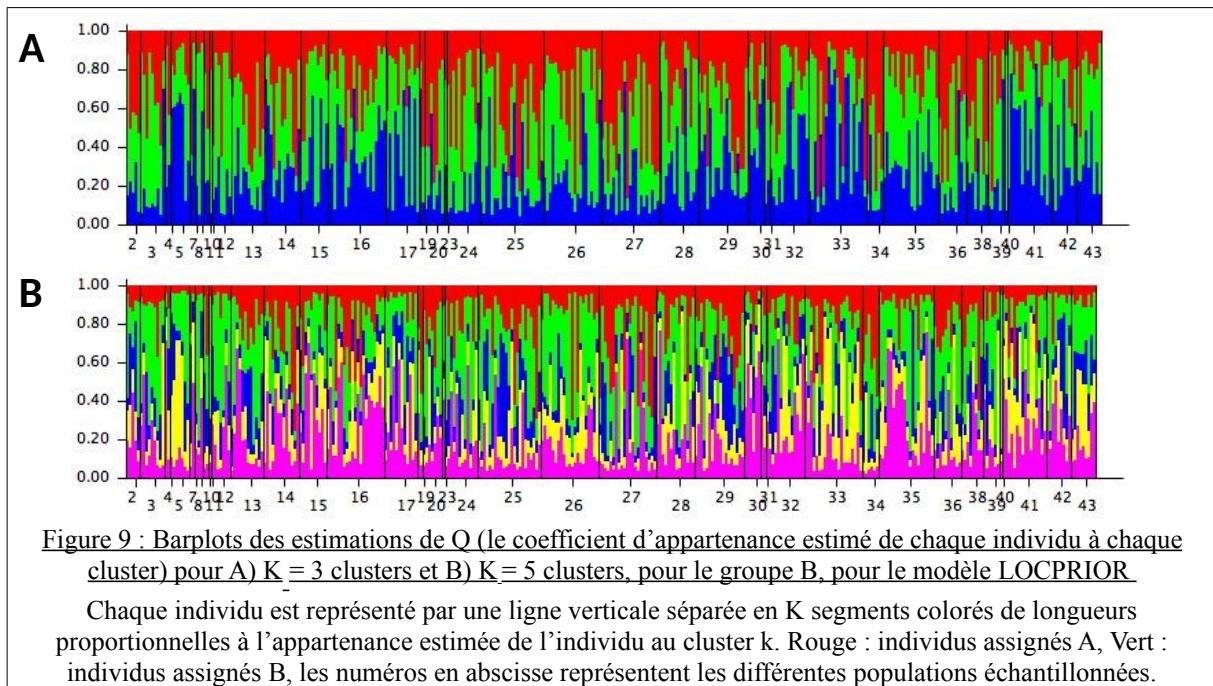 A
1.00
0.80
0.60
0.40
0.20
0.00
2 3 4 5 7 8 10 11 12 13 14 15 16 17 19 20 23 24 25 26 27 28 29 30 31 32 33 34 35 36 38 39 40 41 42 43
B
1.00
0.80
0.60
0.40
0.20
0.00
2 3 4 5 7 8 10 11 12 13 14 15 16 17 19 20 23 24 25 26 27 28 29 30 31 32 33 34 35 36 38 39 40 41 42 43
Figure 9 : Barplots des estimations de Q (le coefficient d’appartenance estimé de chaque individu à chaque
cluster) pour A) K = 3 clusters et B) K = 5 clusters, pour le groupe B, pour le modèle LOCPRIOR
Chaque individu est représenté par une ligne verticale séparée en K segments colorés de longueurs
proportionnelles à l’appartenance estimée de l’individu au cluster k. Rouge : individus assignés A, Vert :
individus assignés B, les numéros en abscisse représentent les différentes populations échantillonnées.